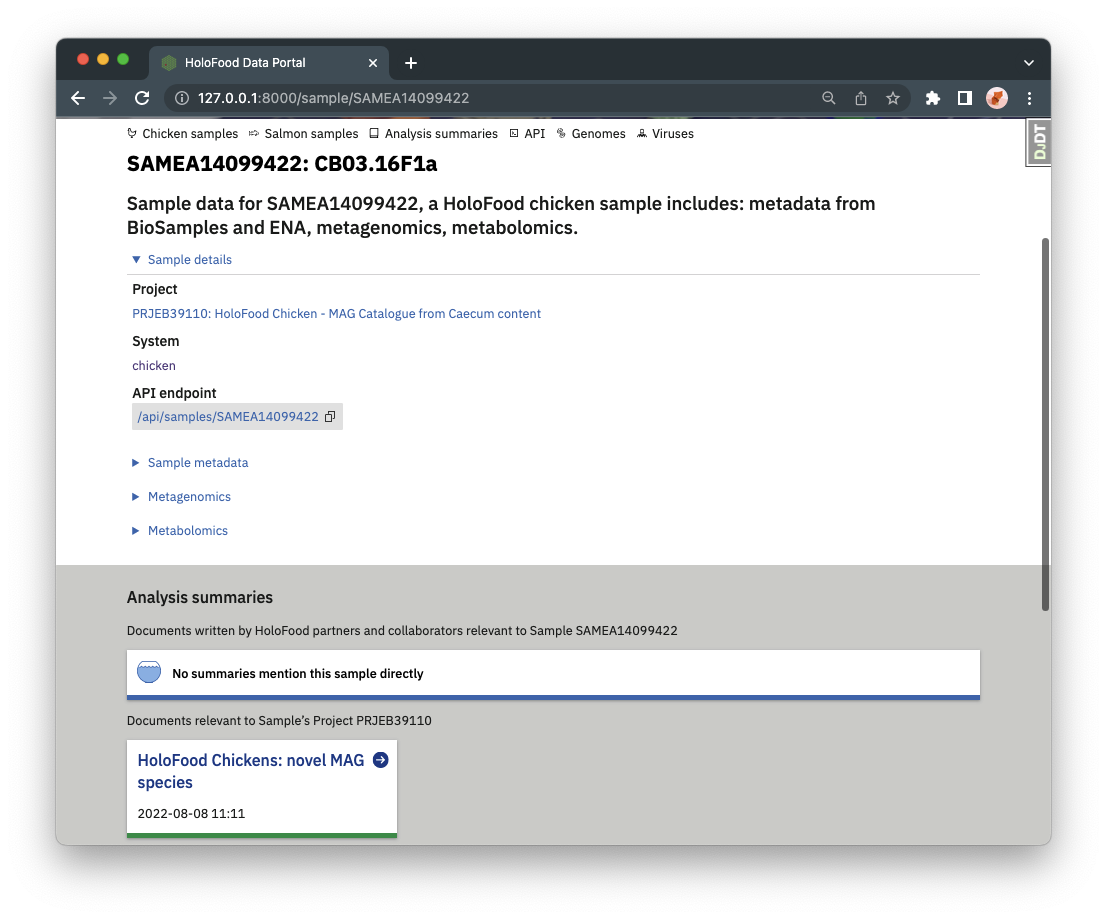 HoloFood Data Portal
127.0.0.1:8000/sample/SAMEA14099422
Chicken samples Salmon samples Analysis summaries API Genomes Viruses
DJDT
SAMEA14099422: CB03.16F1a
Sample data for SAMEA14099422, a HoloFood chicken sample includes: metadata from
BioSamples and ENA, metagenomics, metabolomics.
Sample details
Project
PRJEB39110: HoloFood Chicken - MAG Catalogue from Caecum content
System
chicken
API endpoint
/api/samples/SAMEA14099422
Sample metadata
Metagenomics
Metabolomics
Analysis summaries
Documents written by HoloFood partners and collaborators relevant to Sample SAMEA14099422
No summaries mention this sample directly
Documents relevant to Sample’s Project PRJEB39110
HoloFood Chickens: novel MAG
species
2022-08-08 11:11